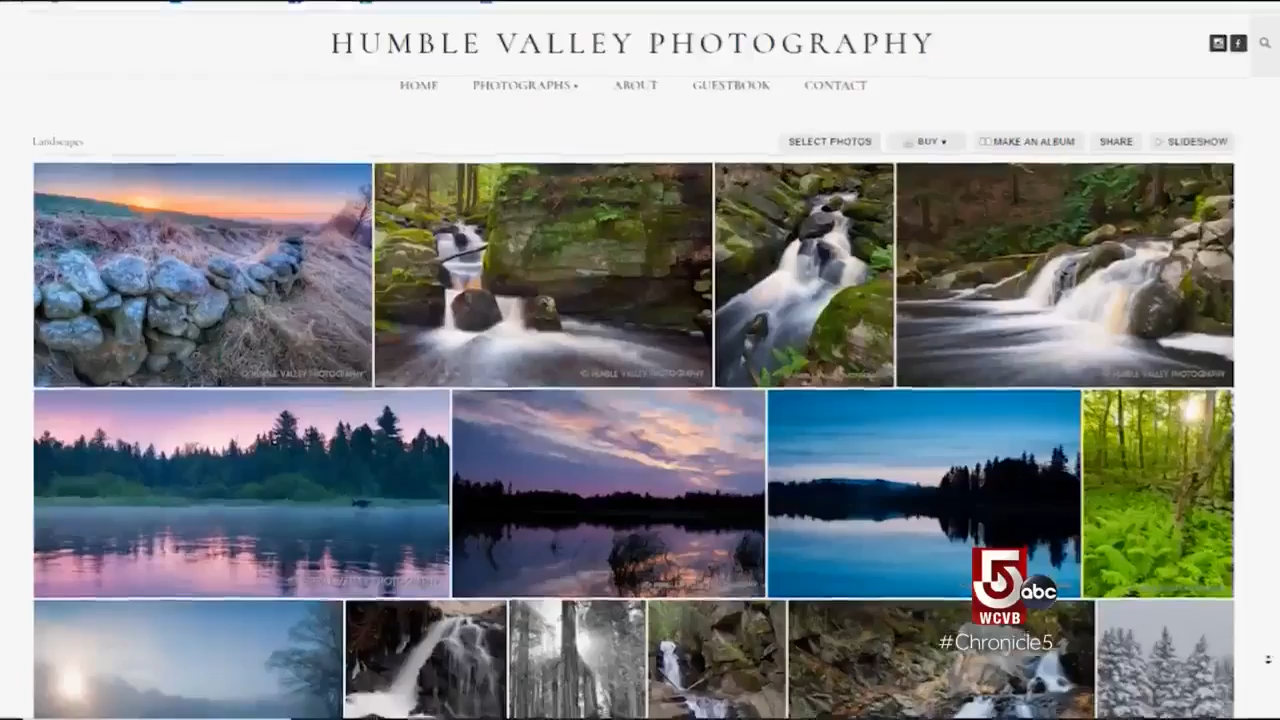 HUMBLE VALLEY PHOTOGRAPHY
HOME PHOTOGRAPHS ▾ ABOUT GUESTBOOK CONTACT
Landscapes
SELECT PHOTOS BUY ▾ MAKE AN ALBUM SHARE SLIDESHOW
© HUMBLE VALLEY PHOTOGRAPHY
© HUMBLE VALLEY PHOTOGRAPHY
© HUMBLE VALLEY PHOTOGRAPHY
5 abc
WCVB
#Chronicle5